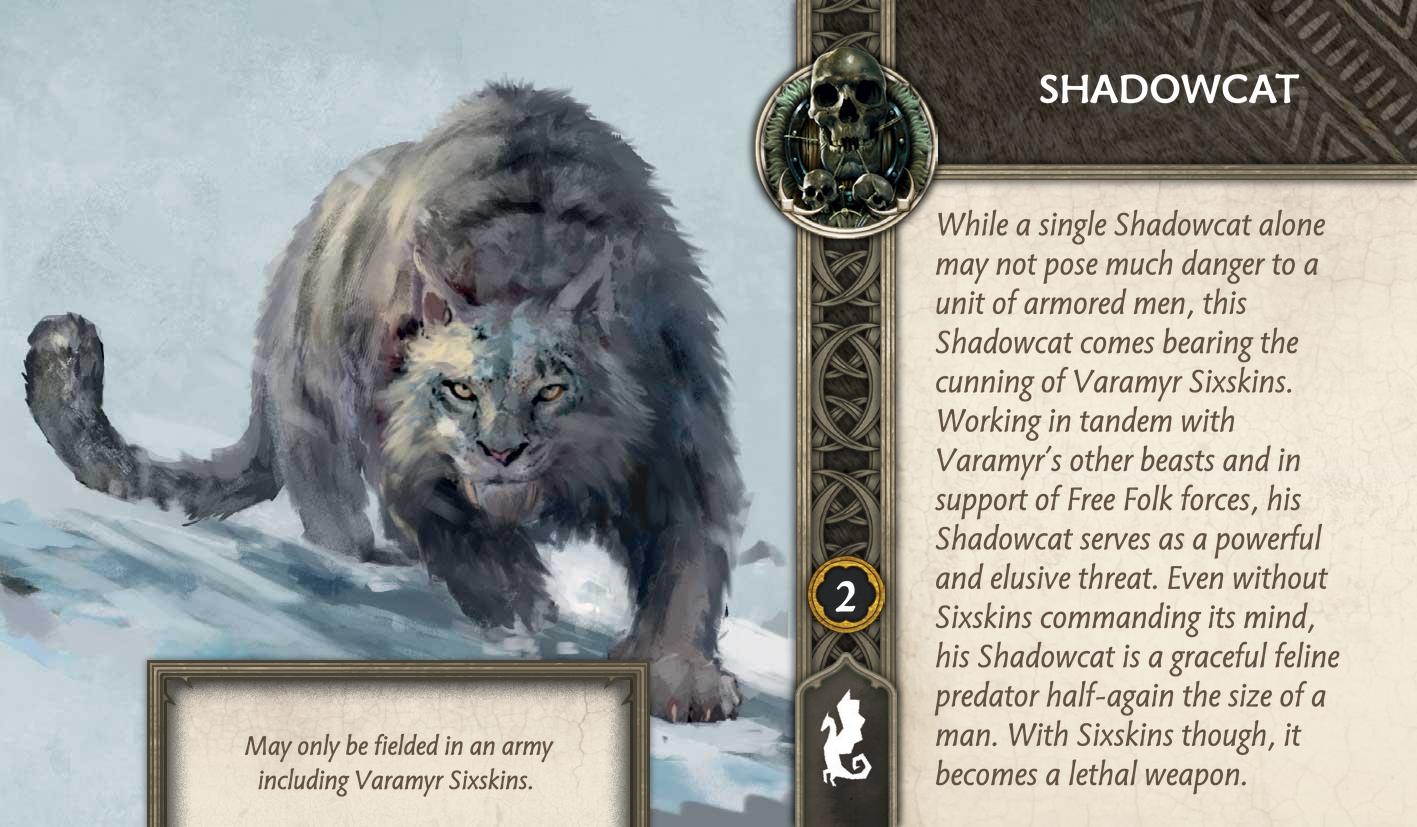 SHADOWCAT
While a single Shadowcat alone
may not pose much danger to a
unit of armored men, this
Shadowcat comes bearing the
cunning of Varamyr Sixskins.
Working in tandem with
Varamyr's other beasts and in
support of Free Folk forces, his
Shadowcat serves as a powerful
and elusive threat. Even without
Sixskins commanding its mind,
his Shadowcat is a graceful feline
predator half-again the size of a
man. With Sixskins though, it
becomes a lethal weapon.
2
May only be fielded in an army
including Varamyr Sixskins.